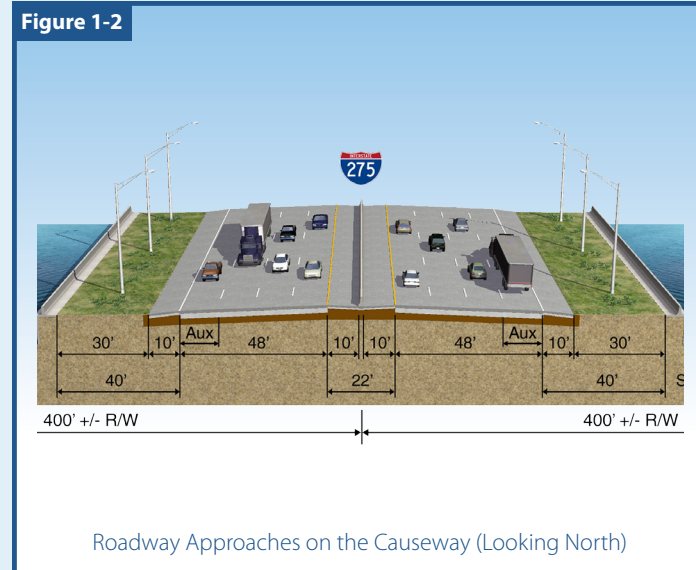 Figure 1-2
INTERSTATE
275
Aux Aux
30' 10' 48' 10' 10' 48' 10' 30'
40' 22' 40' S
400' +/- R/W 400' +/- R/W
Roadway Approaches on the Causeway (Looking North)